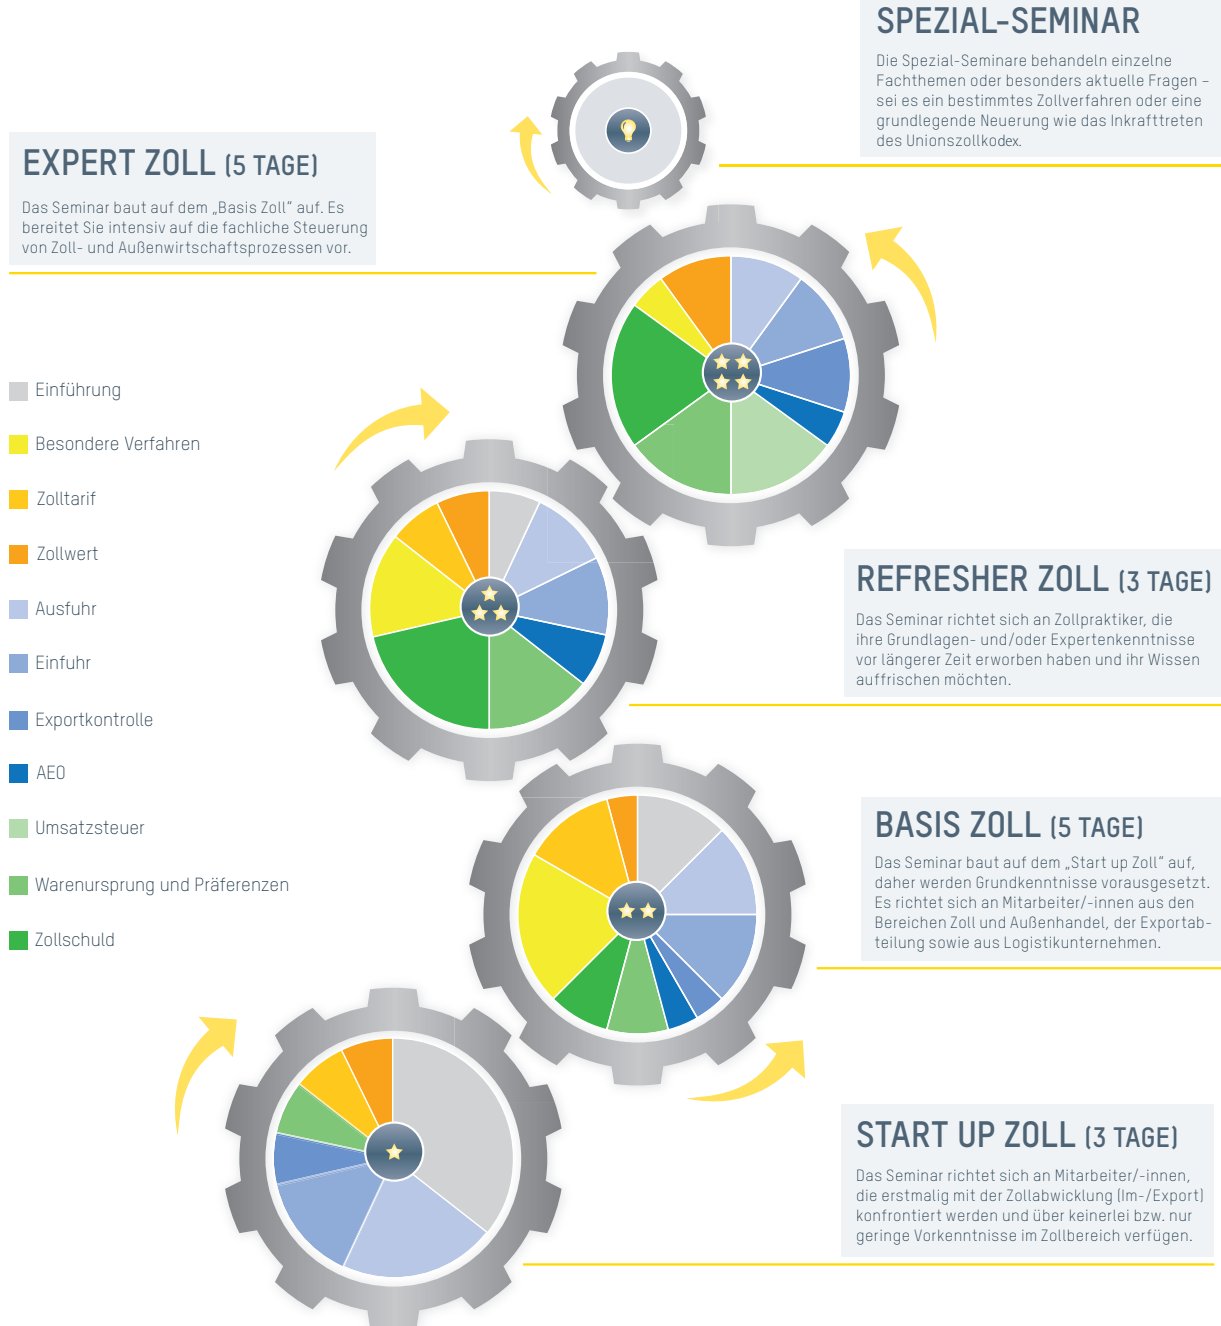 SPEZIAL-SEMINAR
Die Spezial-Seminare behandeln einzelne
Fachthemen oder besonders aktuelle Fragen –
sei es ein bestimmtes Zollverfahren oder eine
grundlegende Neuerung wie das Inkrafttreten
des Unionszollkodex.
EXPERT ZOLL (5 TAGE)
Das Seminar baut auf dem „Basis Zoll“ auf. Es
bereitet Sie intensiv auf die fachliche Steuerung
von Zoll- und Außenwirtschaftsprozessen vor.
Einführung
Besondere Verfahren
Zolltarif
Zollwert
Ausfuhr
Einfuhr
Exportkontrolle
AEO
Umsatzsteuer
Warenursprung und Präferenzen
Zollschuld
REFRESHER ZOLL (3 TAGE)
Das Seminar richtet sich an Zollpraktiker, die
ihre Grundlagen- und/oder Expertenkenntnisse
vor längerer Zeit erworben haben und ihr Wissen
auffrischen möchten.
BASIS ZOLL (5 TAGE)
Das Seminar baut auf dem „Start up Zoll“ auf,
daher werden Grundkenntnisse vorausgesetzt.
Es richtet sich an Mitarbeiter/-innen aus den
Bereichen Zoll und Außenhandel, der Exportab-
teilung sowie aus Logistikunternehmen.
START UP ZOLL (3 TAGE)
Das Seminar richtet sich an Mitarbeiter/-innen,
die erstmalig mit der Zollabwicklung (Im-/Export)
konfrontiert werden und über keinerlei bzw. nur
geringe Vorkenntnisse im Zollbereich verfügen.